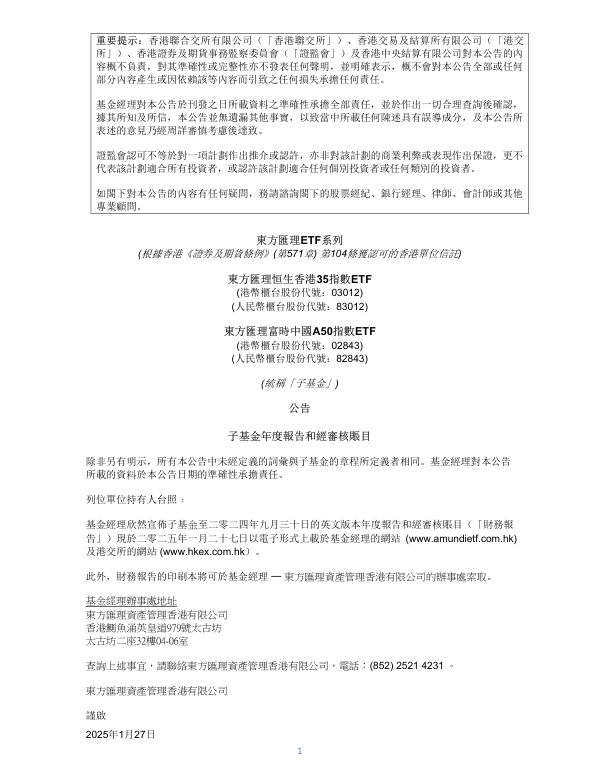 重要提示：香港聯合交所有限公司（「香港聯交所」）、香港交易及結算所有限公司（「港交
所」）、香港證券及期貨事務監察委員會（「證監會」）及香港中央結算有限公司對本公告的內
容概不負責，對其準確性或完整性亦不發表任何聲明，並明確表示，概不會對本公告全部或任何
部分內容產生或因依賴該等內容而引致之任何損失承擔任何責任。
基金經理對本公告於刊發之日所載資料之準確性承擔全部責任，並於作出一切合理查詢後確認，
據其所知及所信，本公告並無遺漏其他事實，以致當中所載任何陳述具有誤導成分，及本公告所
表述的意見乃經周詳審慎考慮後達致。
證監會認可不等於對一項計劃作出推介或認許，亦非對該計劃的商業利弊或表現作出保證，更不
代表該計劃適合所有投資者，或認許該計劃適合任何個別投資者或任何類別的投資者。
如閣下對本公告的內容有任何疑問，務請諮詢閣下的股票經紀、銀行經理、律師、會計師或其他
專業顧問。
東方匯理ETF系列
(根據香港《證券及期貨條例》(第571章) 第104條獲認可的香港單位信託)
東方匯理恒生香港35指數ETF
(港幣櫃台股份代號：03012)
(人民幣櫃台股份代號：83012)
東方匯理富時中國A50指數ETF
(港幣櫃台股份代號：02843)
(人民幣櫃台股份代號：82843)
(統稱「子基金」)
公告
子基金年度報告和經審核賬目
除非另有明示，所有本公告中未經定義的詞彙與子基金的章程所定義者相同。基金經理對本公告
所載的資料於本公告日期的準確性承擔責任。
列位單位持有人台照：
基金經理欣然宣佈子基金至二零二四年九月三十日的英文版本年度報告和經審核賬目（「財務報
告」）現於二零二五年一月二十七日以電子形式上載於基金經理的網站 (www.amundietf.com.hk)
及港交所的網站 (www.hkex.com.hk）。
此外，財務報告的印刷本將可於基金經理 — 東方匯理資產管理香港有限公司的辦事處索取。
基金經理辦事處地址
東方匯理資產管理香港有限公司
香港鰂魚涌英皇道979號太古坊
太古坊二座32樓04-06室
查詢上述事宜，請聯絡東方匯理資產管理香港有限公司，電話：(852) 2521 4231 。
東方匯理資產管理香港有限公司
謹啟
2025年1月27日
1